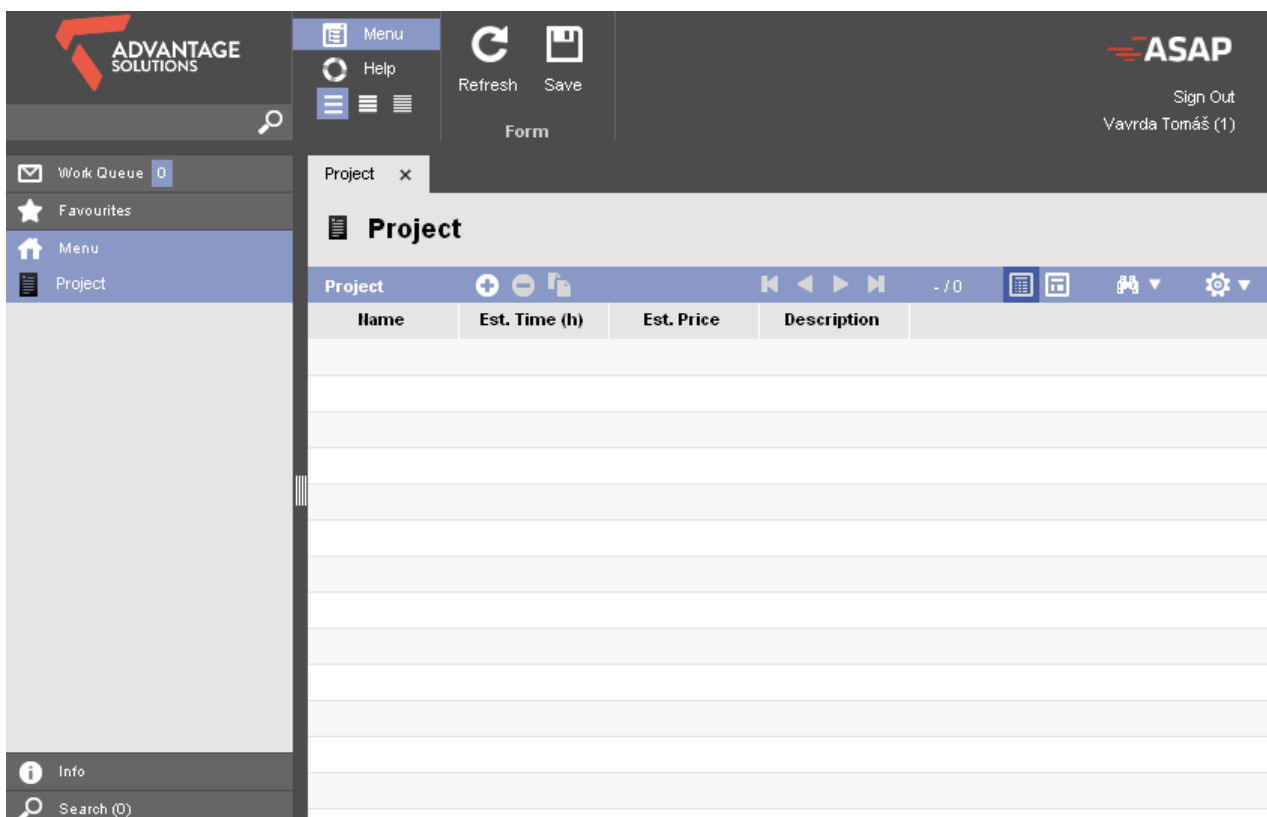 ADVANTAGE
SOLUTIONS
Menu
Help
Refresh Save
Form
ASAP
Sign Out
Vavrda Tomáš (1)
Work Queue 0
Favourites
Menu
Project
Project x
Project
Project - / 0
Name Est. Time (h) Est. Price Description
Info
Search (0)